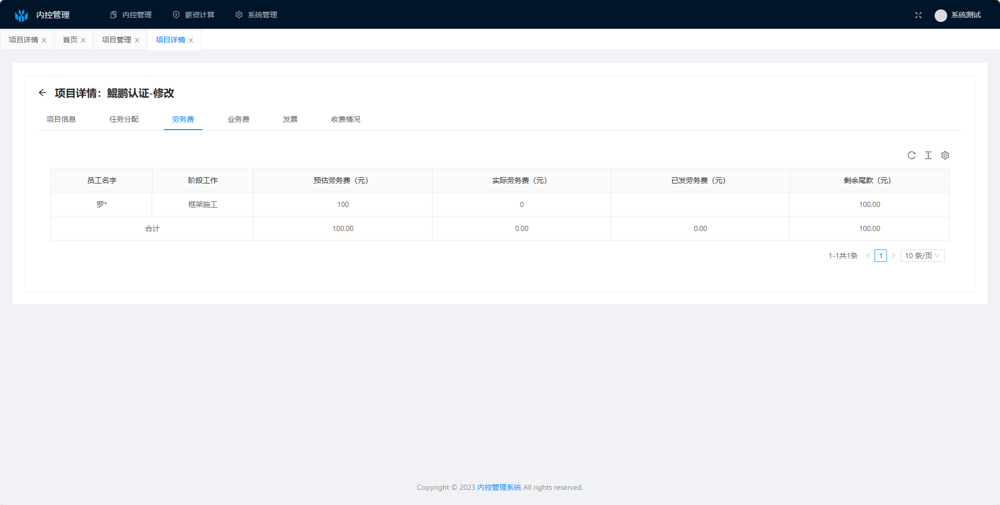 内控管理 内控管理 薪资计算 系统管理 系统测试
项目详情 首页 项目管理 项目详情
项目详情：鲲鹏认证-修改
项目信息 任务分配 劳务费 业务费 发票 收费情况
员工名字 阶段工作 预估劳务费（元） 实际劳务费（元） 已发劳务费（元） 剩余尾款（元）
罗* 框架施工 100 0 100.00
合计 100.00 0.00 0.00 100.00
1-1共1条 < 1 > 10 条/页
Copyright © 2023 内控管理系统 All rights reserved.